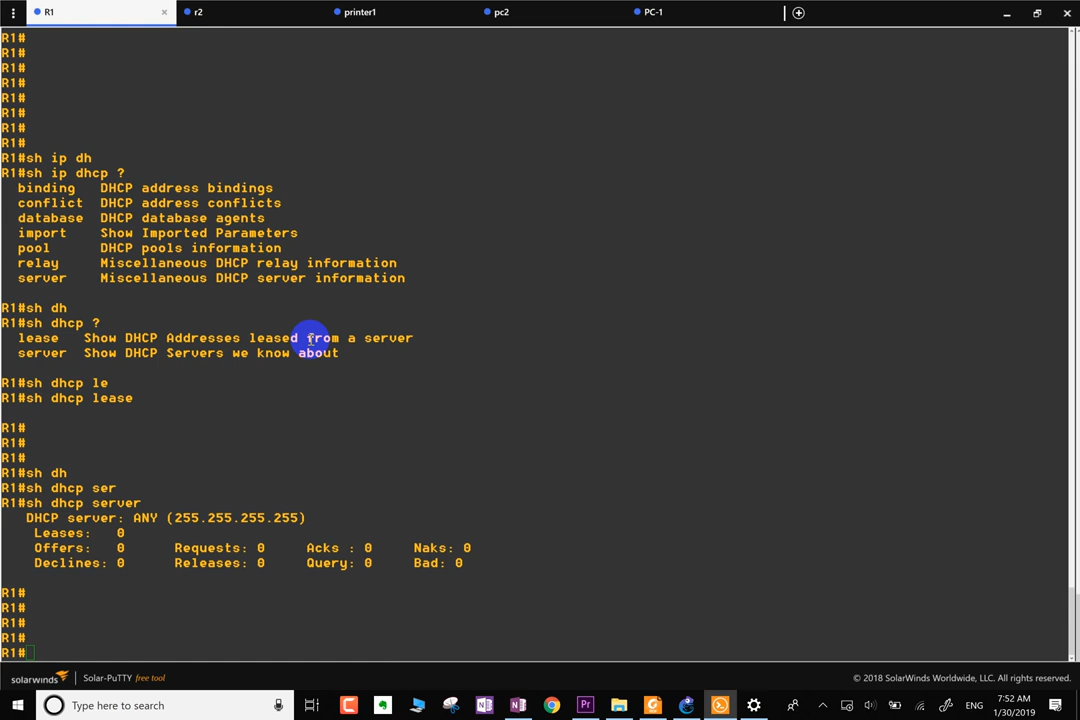 R1
r2
printer1
pc2
PC-1
R1#
R1#
R1#
R1#
R1#
R1#
R1#
R1#
R1#sh ip dh
R1#sh ip dhcp ?
binding DHCP address bindings
conflict DHCP address conflicts
database DHCP database agents
import Show Imported Parameters
pool DHCP pools information
relay Miscellaneous DHCP relay information
server Miscellaneous DHCP server information
R1#sh dh
R1#sh dhcp ?
lease Show DHCP Addresses leased from a server
server Show DHCP Servers we know about
R1#sh dhcp le
R1#sh dhcp lease
R1#
R1#
R1#
R1#sh dh
R1#sh dhcp ser
R1#sh dhcp server
DHCP server: ANY (255.255.255.255)
Leases: 0
Offers: 0 Requests: 0 Acks : 0 Naks: 0
Declines: 0 Releases: 0 Query: 0 Bad: 0
R1#
R1#
R1#
R1#
R1#
solarwinds Solar-PuTTY free tool © 2018 SolarWinds Worldwide, LLC. All rights reserved.
Type here to search
7:52 AM
1/30/2019